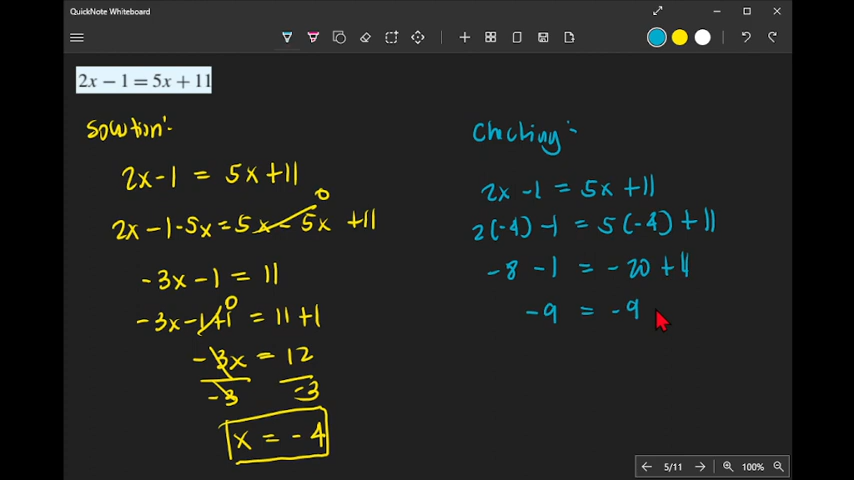 QuickNote Whiteboard
2x − 1 = 5x + 11
Solution:
2x-1 = 5x+11
2x-1-5x=5x-5x+11
0
-3x-1 = 11
-3x-1+1 = 11+1
0
-3x = 12
-3 -3
x = -4
Checking:
2x-1=5x+11
2(-4)-1 = 5(-4)+11
-8-1 = -20+11
-9 = -9
5/11
100%